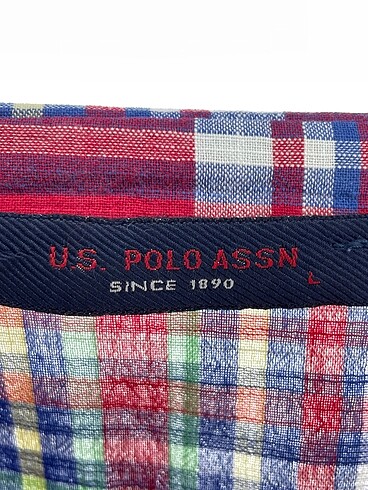 U.S. POLO ASSN
SINCE 1890
L